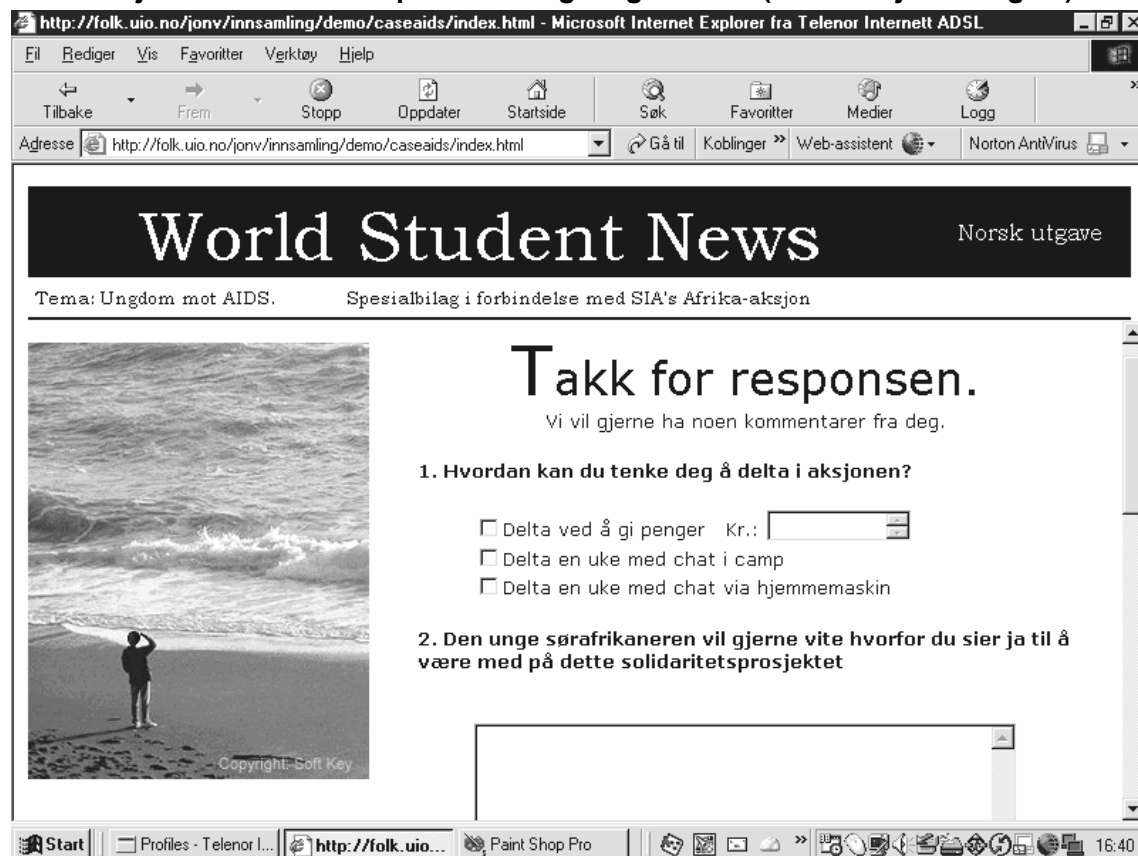 http://folk.uio.no/jonv/innsamling/demo/caseaids/index.html - Microsoft Internet Explorer fra Telenor Internett ADSL
Fil Rediger Vis Favoritter Verktøy Hjelp
Tilbake Frem Stopp Oppdater Startside Søk Favoritter Medier Logg
Adresse http://folk.uio.no/jonv/innsamling/demo/caseaids/index.html Gå til Koblinger Web-assistent Norton AntiVirus
World Student News Norsk utgave
Tema: Ungdom mot AIDS. Spesialbilag i forbindelse med SIA's Afrika-aksjon
Takk for responsen.
Vi vil gjerne ha noen kommentarer fra deg.
1. Hvordan kan du tenke deg å delta i aksjonen?
Delta ved å gi penger Kr.:
Delta en uke med chat i camp
Delta en uke med chat via hjemmemaskin
2. Den unge sørafrikaneren vil gjerne vite hvorfor du sier ja til å
være med på dette solidaritetsprosjektet
Copyright: Soft Key
Start Profiles - Telenor I... http://folk.uio... Paint Shop Pro 16:40